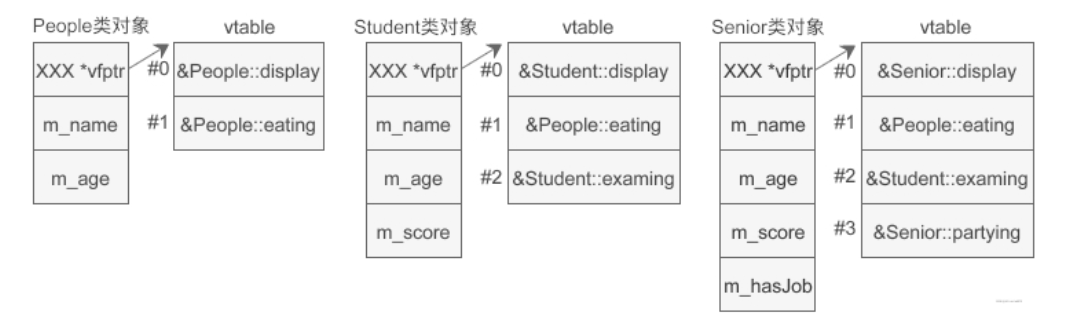 People类对象 vtable Student类对象 vtable Senior类对象 vtable
XXX *vfptr #0 &People::display XXX *vfptr #0 &Student::display XXX *vfptr #0 &Senior::display
m_name #1 &People::eating m_name #1 &People::eating m_name #1 &People::eating
m_age m_age #2 &Student::examing m_age #2 &Student::examing
m_score m_score #3 &Senior::partying
m_hasJob